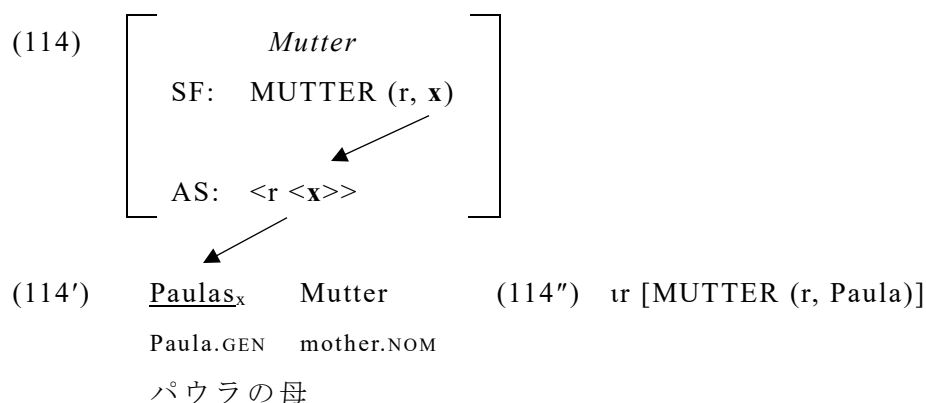 (114) Mutter
SF: MUTTER (r, x)
AS: <r <x>>
(114′) Paulasₓ Mutter (114″) ιr [MUTTER (r, Paula)]
Paula.GEN mother.NOM
パウラの母